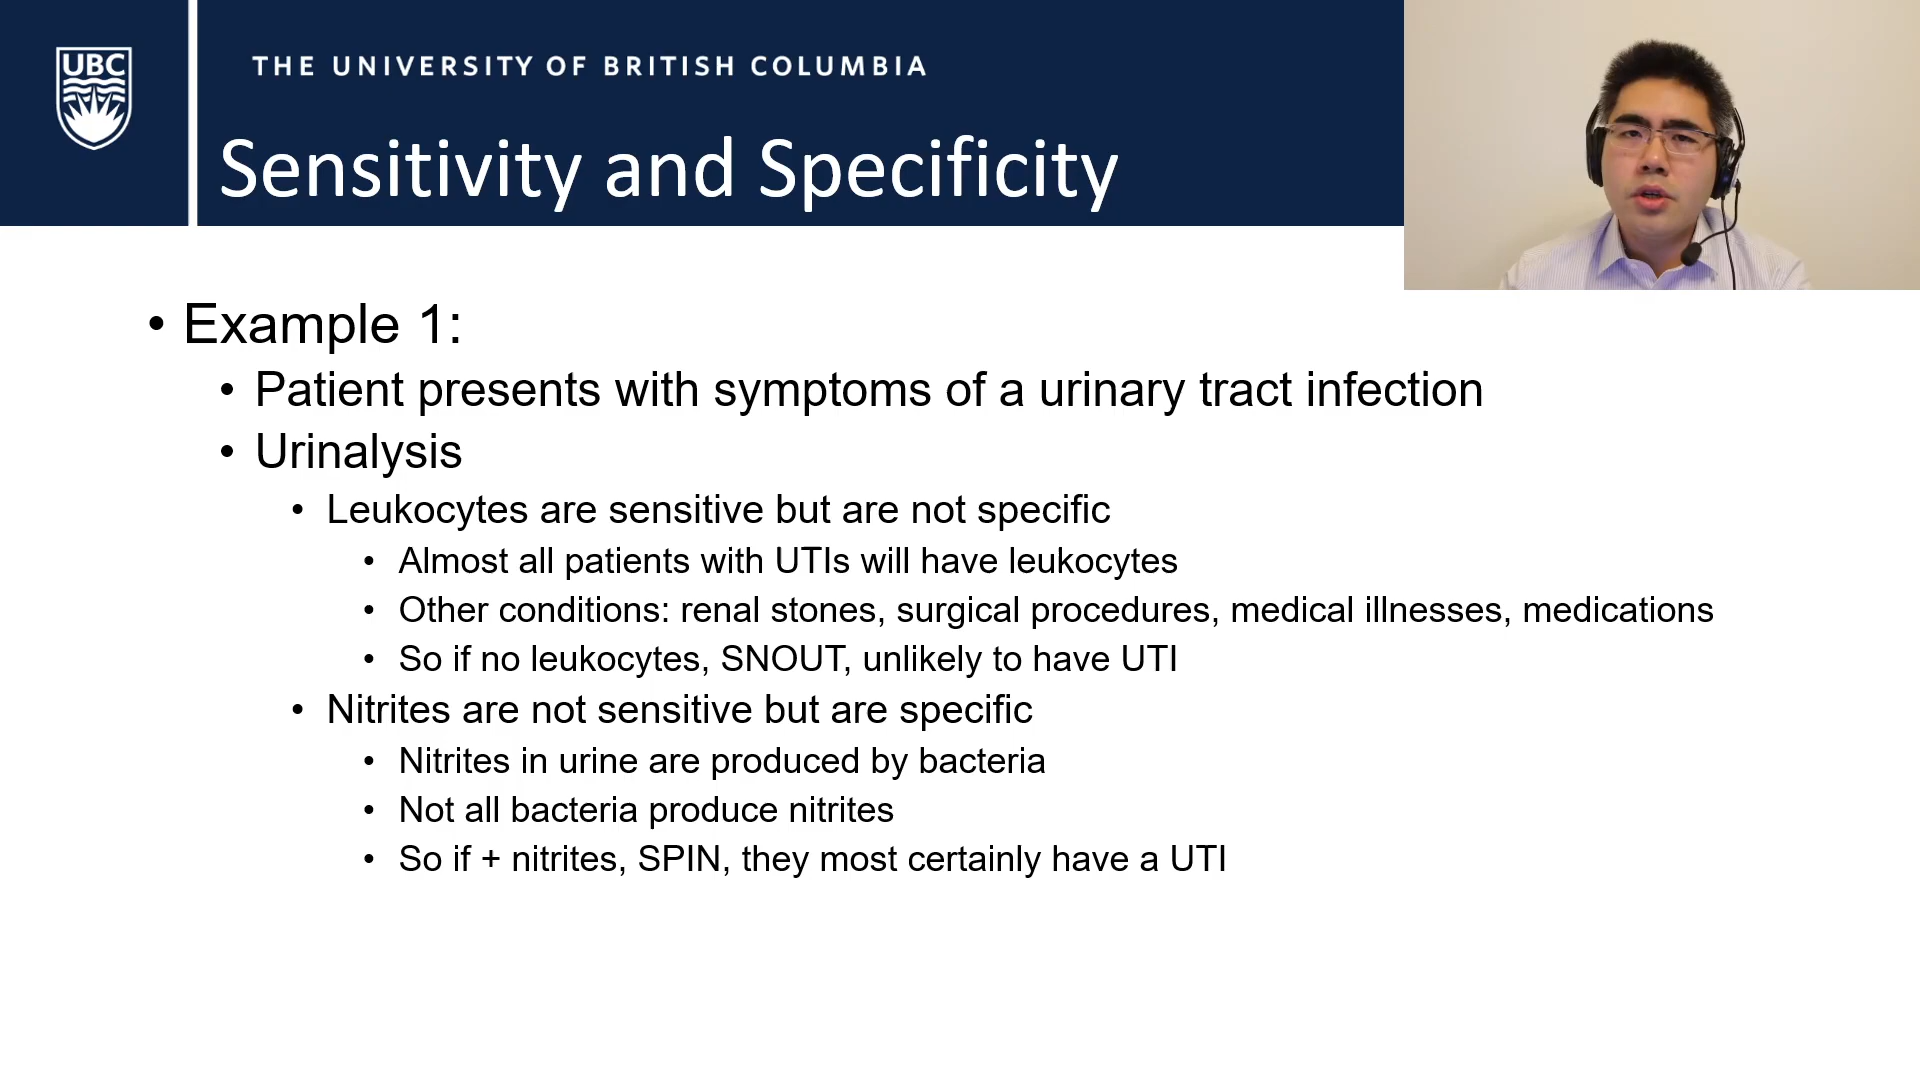 UBC
THE UNIVERSITY OF BRITISH COLUMBIA
Sensitivity and Specificity
• Example 1:
• Patient presents with symptoms of a urinary tract infection
• Urinalysis
• Leukocytes are sensitive but are not specific
• Almost all patients with UTIs will have leukocytes
• Other conditions: renal stones, surgical procedures, medical illnesses, medications
• So if no leukocytes, SNOUT, unlikely to have UTI
• Nitrites are not sensitive but are specific
• Nitrites in urine are produced by bacteria
• Not all bacteria produce nitrites
• So if + nitrites, SPIN, they most certainly have a UTI